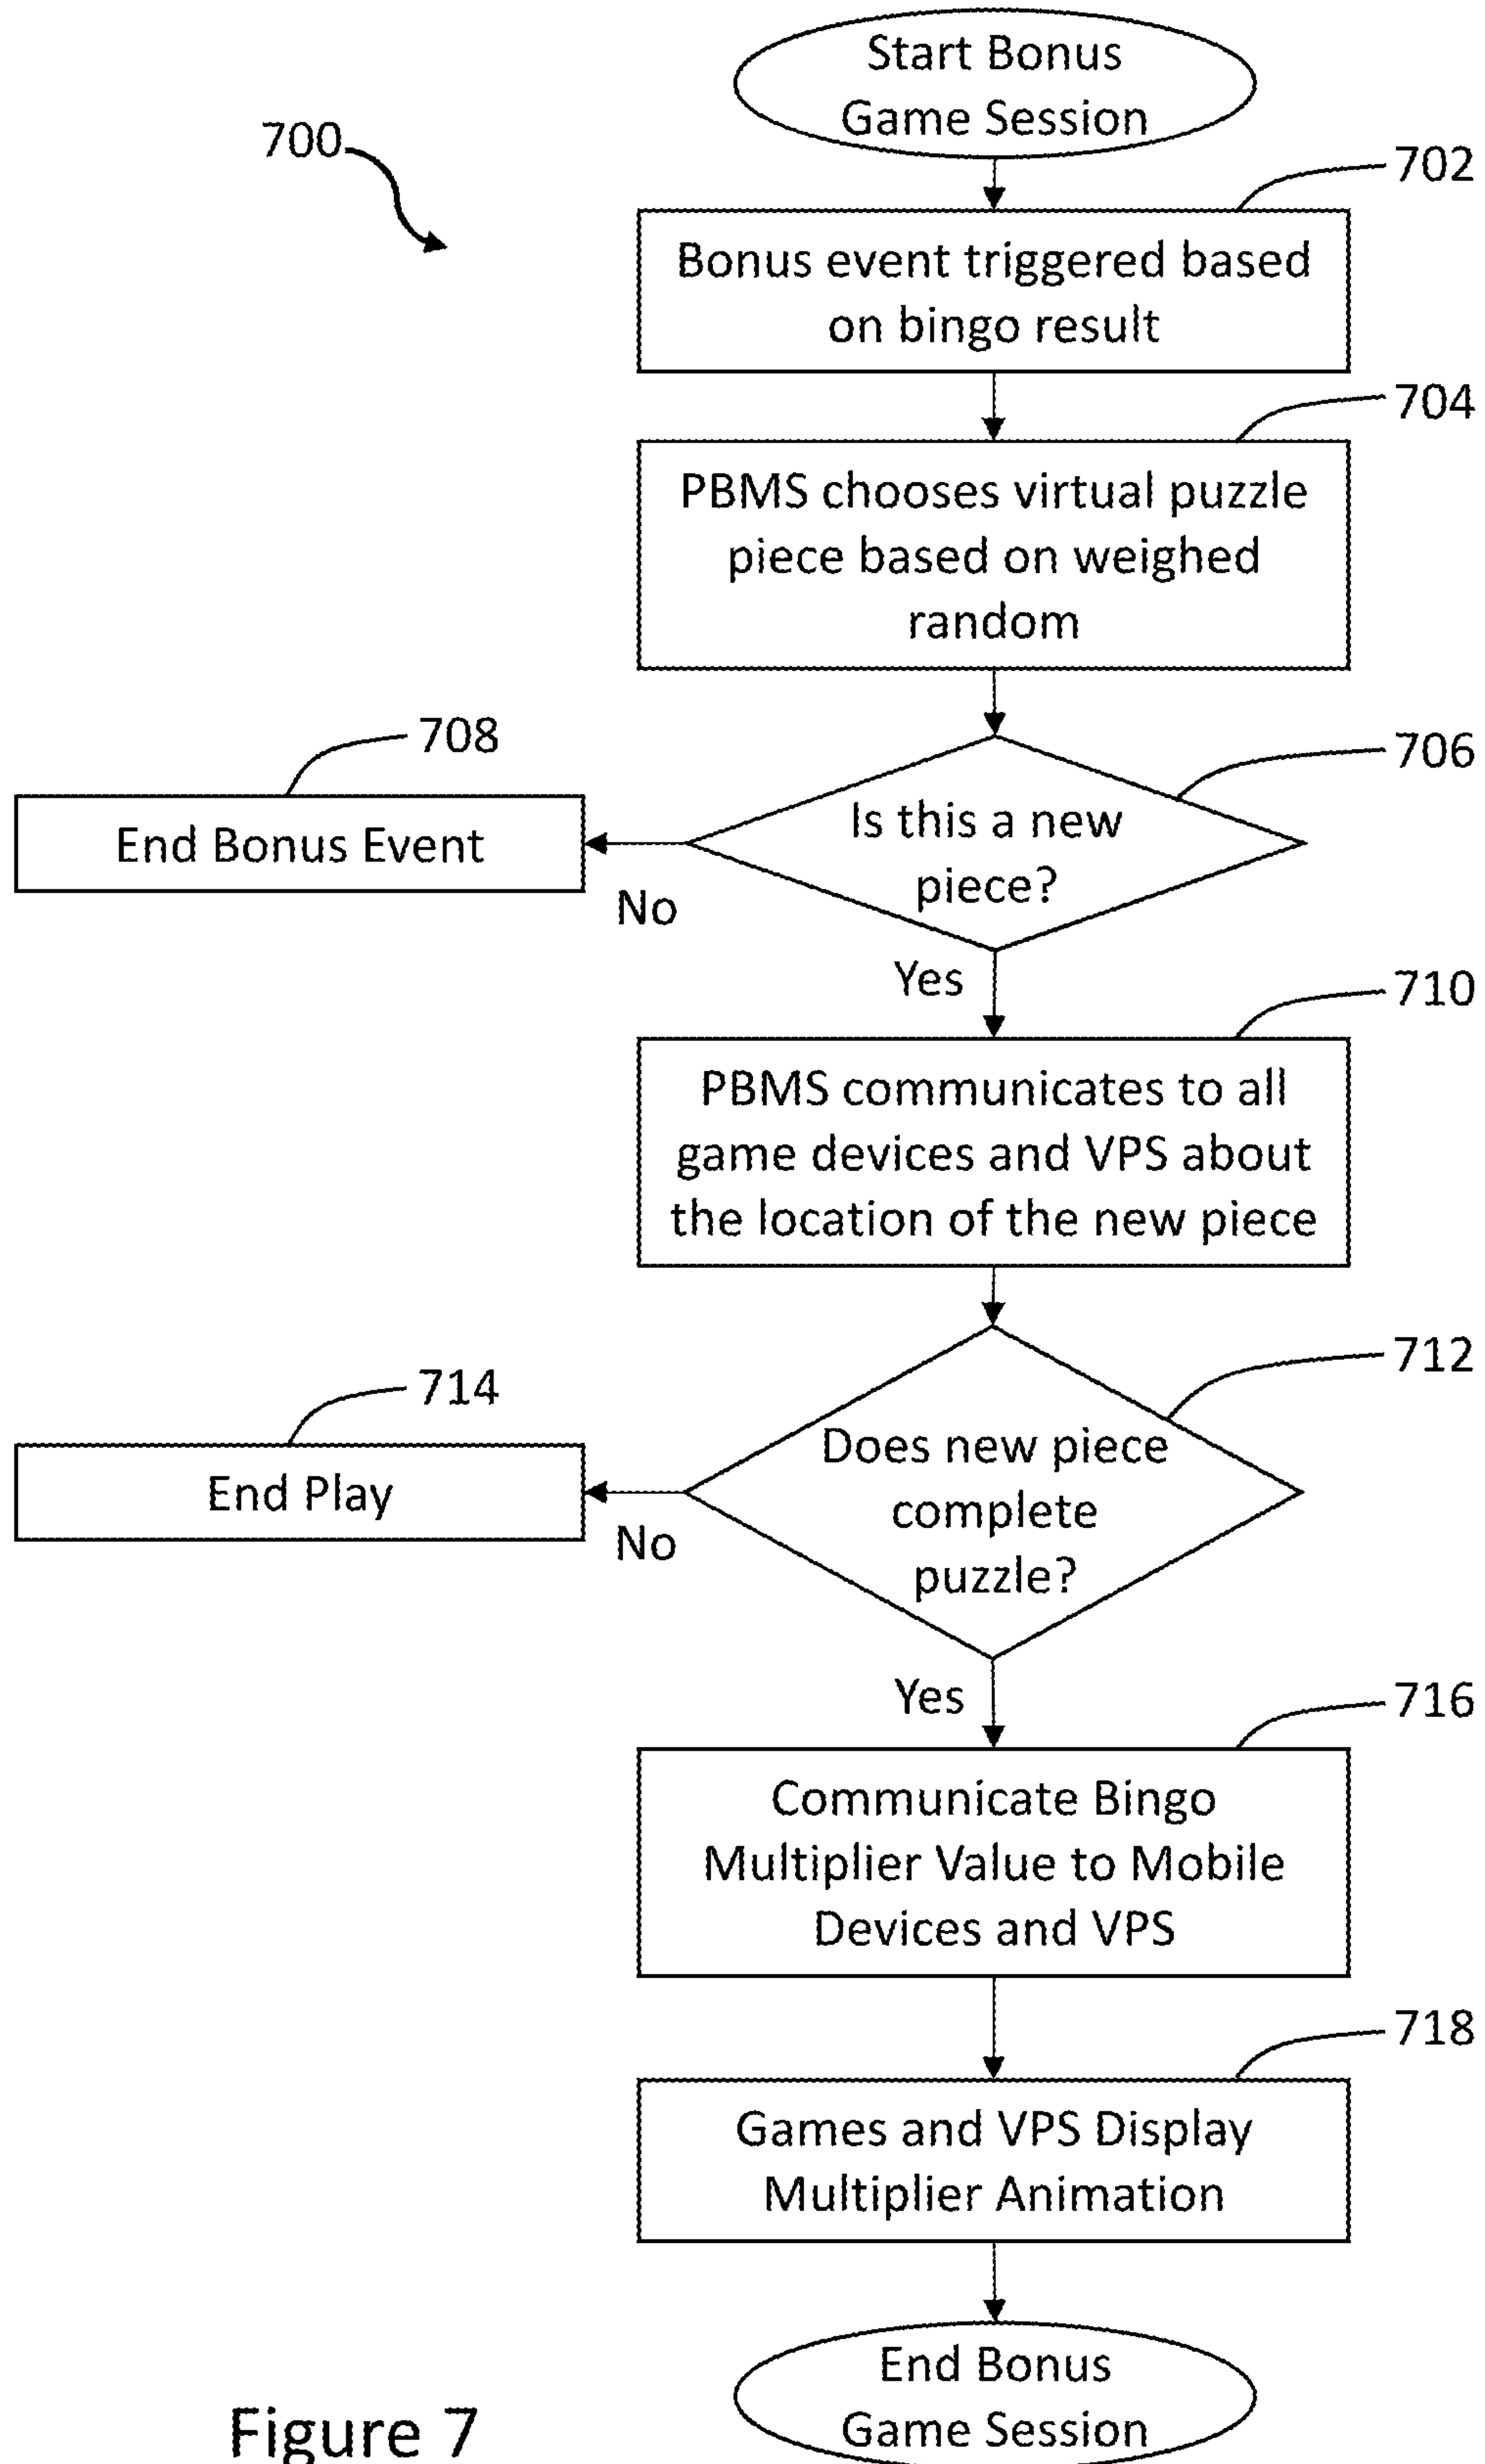 Start Bonus
Game Session
700
702
Bonus event triggered based
on bingo result
704
PBMS chooses virtual puzzle
piece based on weighed
random
708
706
End Bonus Event
Is this a new
piece?
No
Yes
710
PBMS communicates to all
game devices and VPS about
the location of the new piece
712
714
End Play
Does new piece
complete
puzzle?
No
Yes
716
Communicate Bingo
Multiplier Value to Mobile
Devices and VPS
718
Games and VPS Display
Multiplier Animation
End Bonus
Game Session
Figure 7